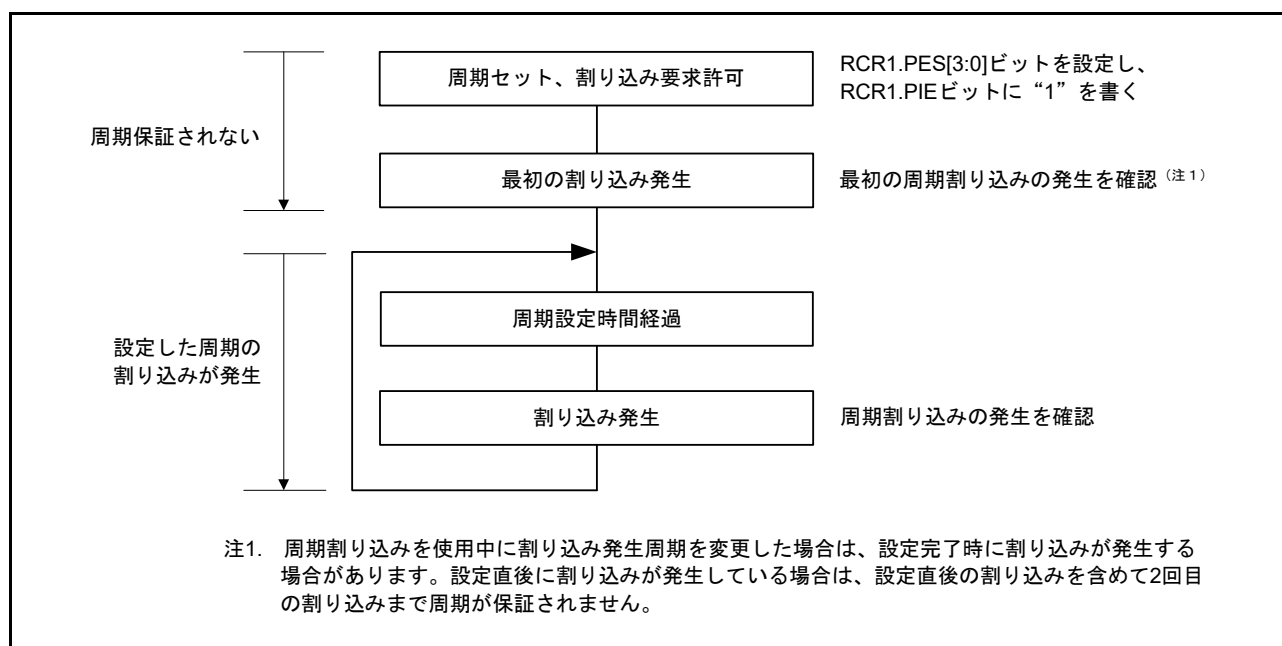 周期セット、割り込み要求許可
RCR1.PES[3:0]ビットを設定し、
RCR1.PIEビットに“1”を書く
周期保証されない
最初の割り込み発生
最初の周期割り込みの発生を確認（注1）
周期設定時間経過
設定した周期の
割り込みが発生
割り込み発生
周期割り込みの発生を確認
注1. 周期割り込みを使用中に割り込み発生周期を変更した場合は、設定完了時に割り込みが発生する
場合があります。設定直後に割り込みが発生している場合は、設定直後の割り込みを含めて2回目
の割り込みまで周期が保証されません。